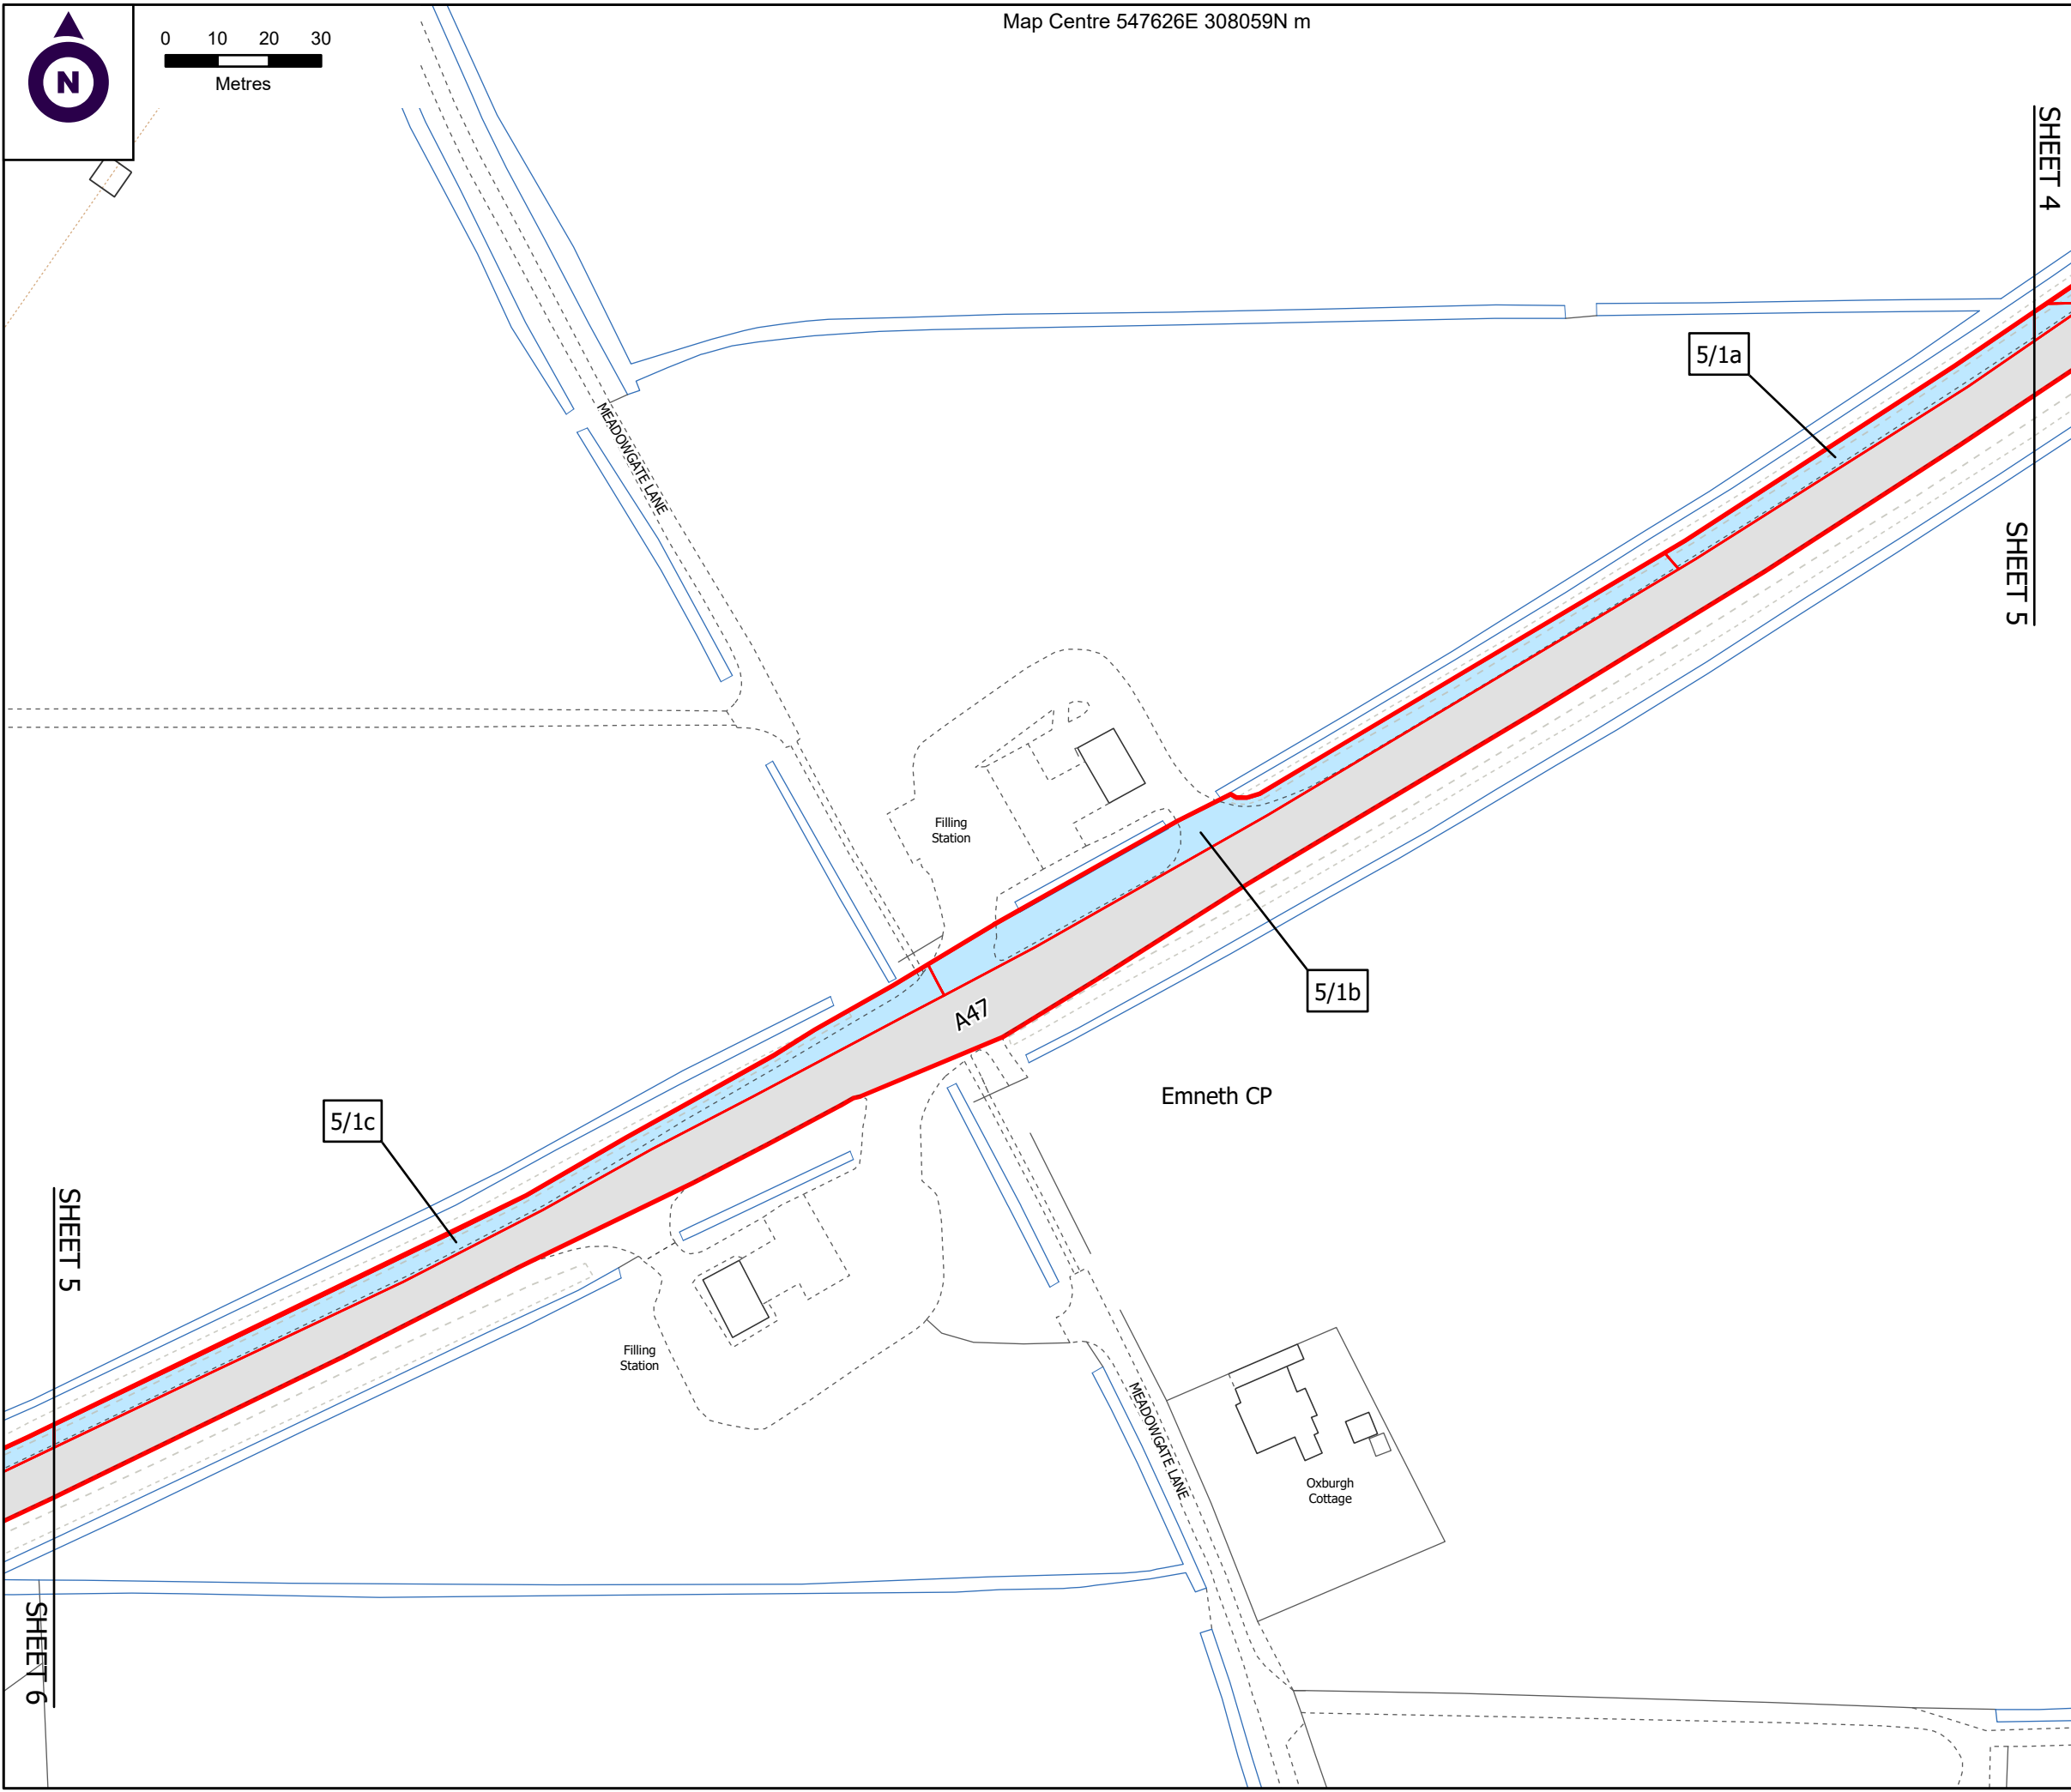 Map Centre 547626E 308059N m
N
0 10 20 30
Metres
SHEET 4
SHEET 5
5/1a
MEADOWGATE LANE
Filling
Station
5/1b
A47
Emneth CP
5/1c
SHEET 5
SHEET 6
Filling
Station
MEADOWGATE LANE
Oxburgh
Cottage